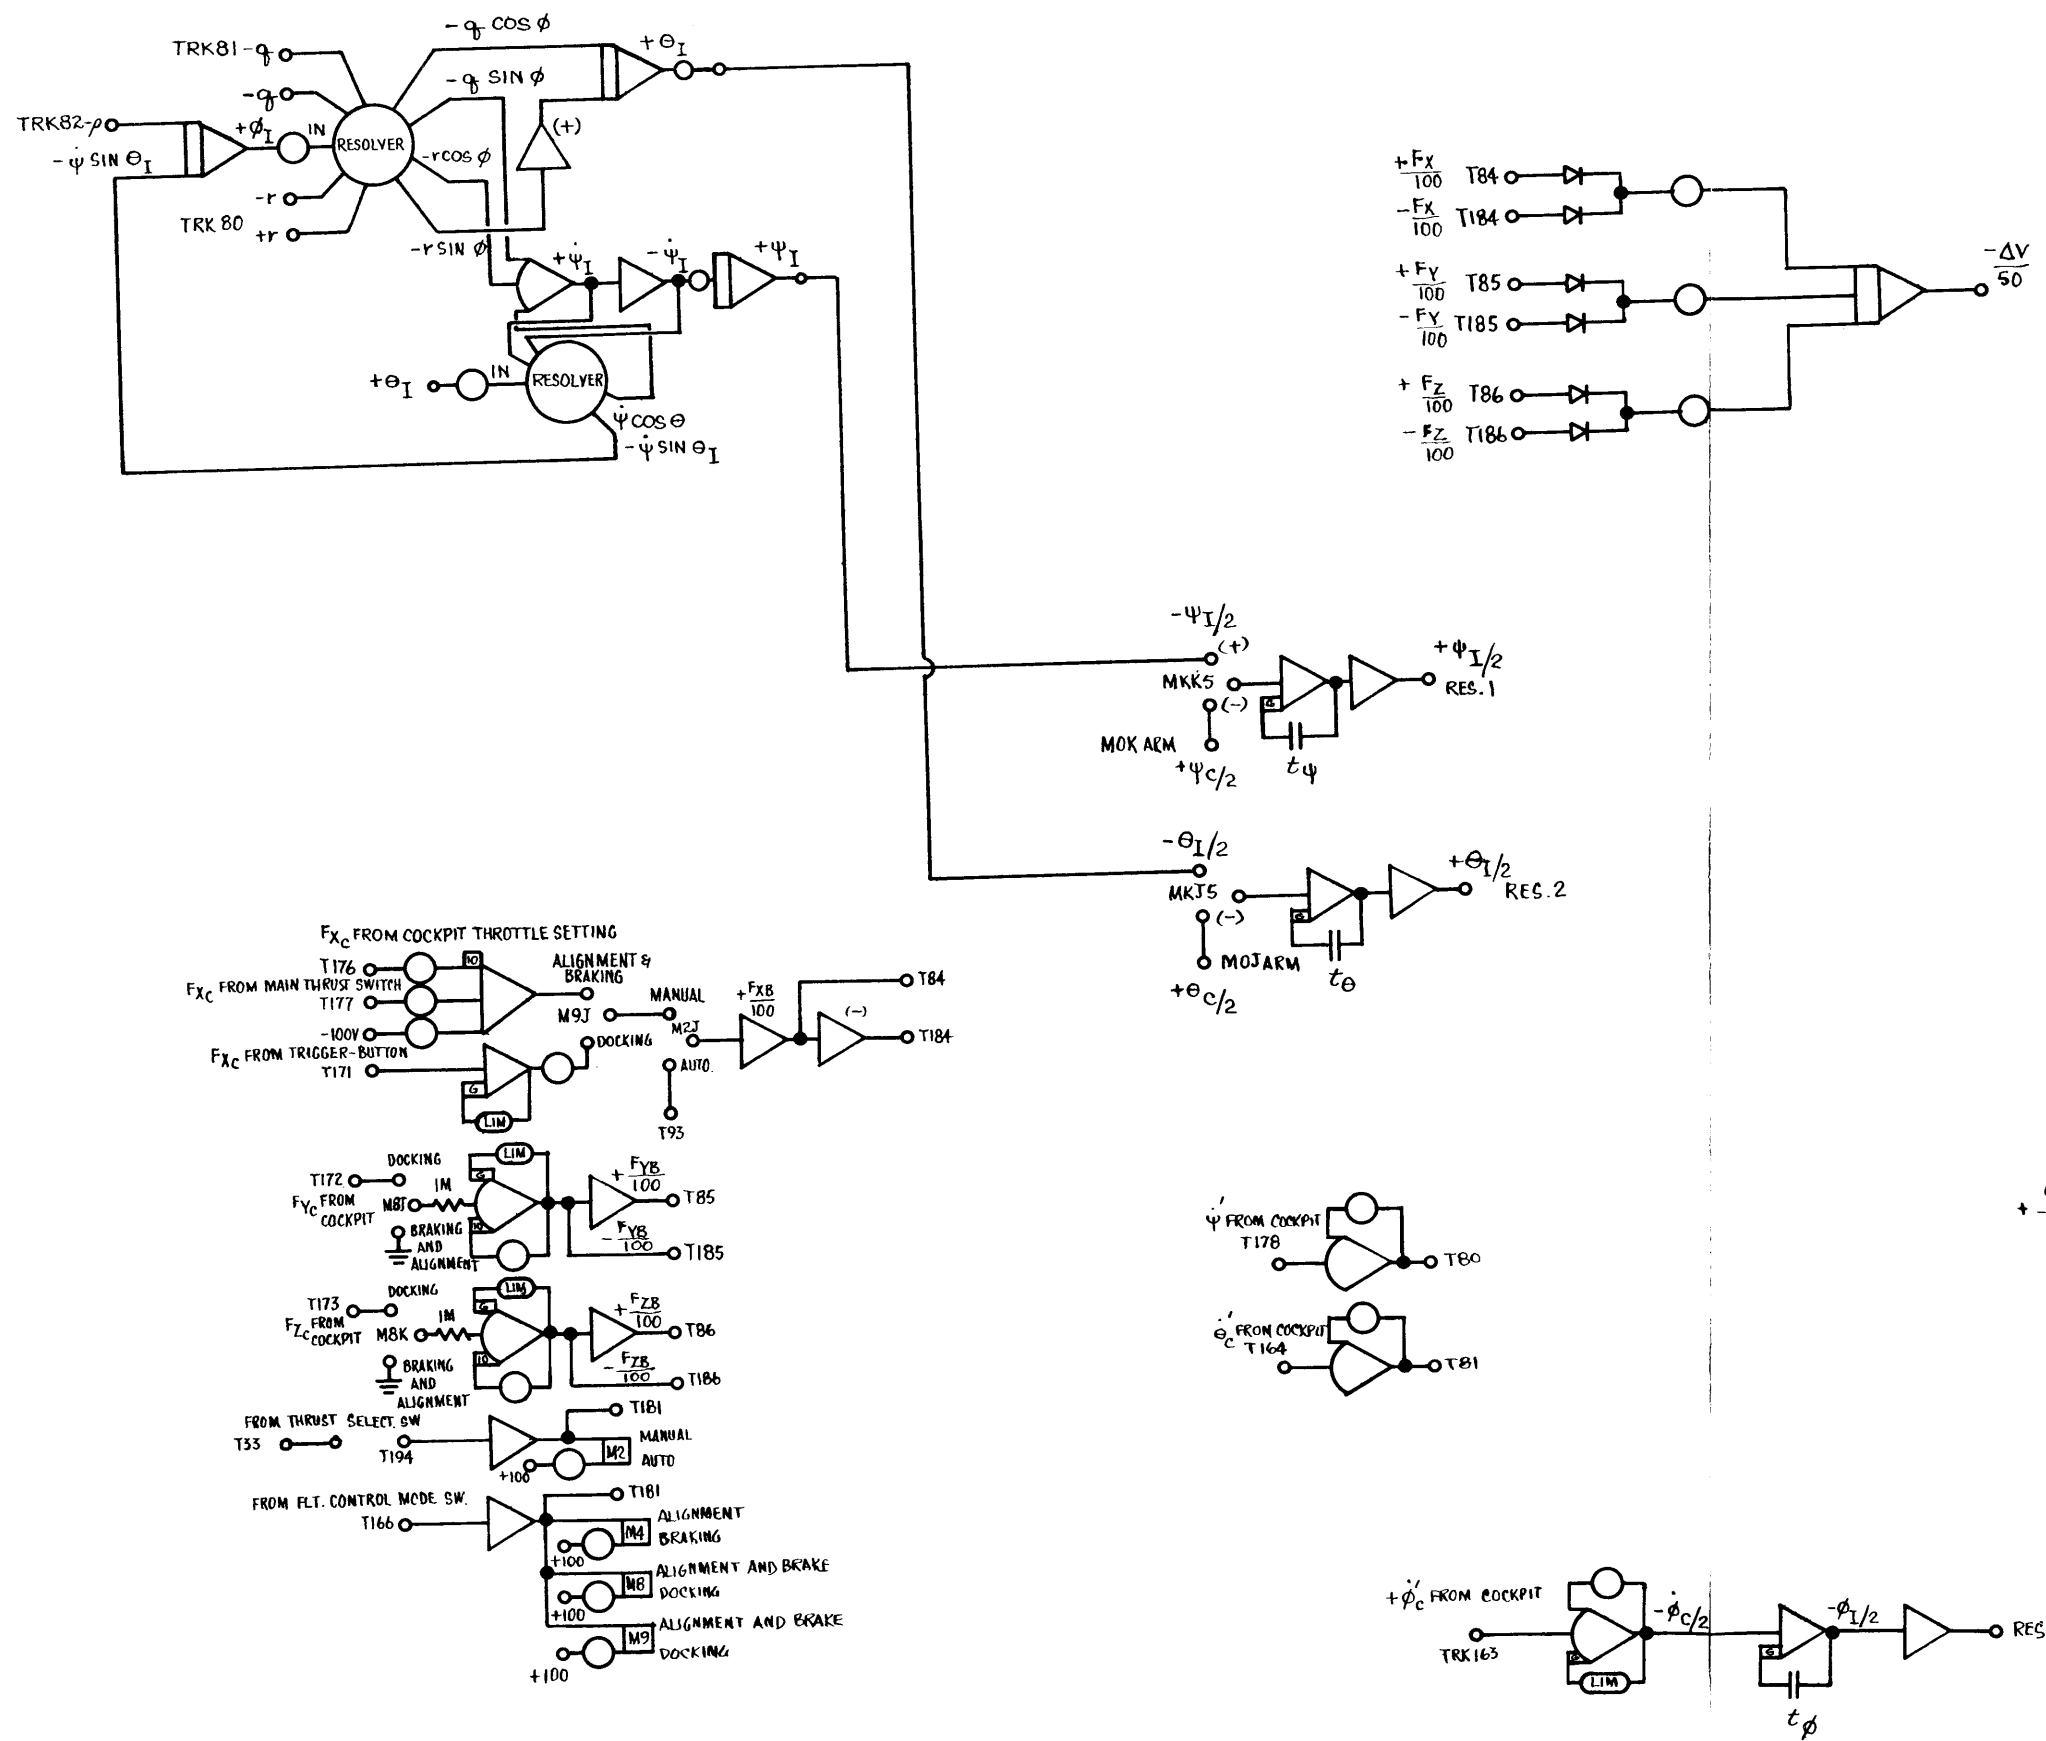 TRK81-q
-q
TRK82-p
-ψ̇ SIN θI
+ϕI
IN
RESOLVER
-r
TRK 80
+r
-q COS ϕ
-q SIN ϕ
-r COS ϕ
-r SIN ϕ
(+)
+θI
+ψ̇I
-ψ̇I
+ψI
+θI
IN
RESOLVER
ψ̇ COS θ
-ψ̇ SIN θI
+FX/100 T84
-FX/100 T184
+FY/100 T85
-FY/100 T185
+FZ/100 T86
-FZ/100 T186
-ΔV/50
-ψI/2
(+)
MKK5
(-)
MOK ARM
+ψC/2
tψ
+ψI/2
RES.1
-θI/2
MKJ5
(-)
MOJ ARM
+θC/2
tθ
+θI/2
RES.2
FXC FROM COCKPIT THROTTLE SETTING
T176
10
FXC FROM MAIN THRUST SWITCH
T177
-100V
FXC FROM TRIGGER-BUTTON
T171
G
LIM
ALIGNMENT &
BRAKING
M9J
MANUAL
M2J
DOCKING
AUTO.
T93
+FXB/100
(-)
T84
T184
DOCKING
T172
FYC FROM
COCKPIT
M8J
1M
BRAKING
AND
ALIGNMENT
LIM
G
10
+FYB/100
T85
-FYB/100
T185
DOCKING
T173
FZC FROM
COCKPIT
M8K
1M
BRAKING
AND
ALIGNMENT
LIM
G
10
+FZB/100
T86
-FZB/100
T186
FROM THRUST SELECT. SW
T33
T194
T181
MANUAL
M2
AUTO
+100
FROM FLT. CONTROL MODE SW.
T166
T181
ALIGNMENT
M4
BRAKING
+100
ALIGNMENT AND BRAKE
M8
DOCKING
+100
ALIGNMENT AND BRAKE
M9
DOCKING
+100
ψ̇' FROM COCKPIT
T178
T80
θ̇C' FROM COCKPIT
T164
T81
+
+ϕ̇C' FROM COCKPIT
TRK163
G
LIM
-ϕ̇C/2
-ϕI/2
G
tϕ
RES